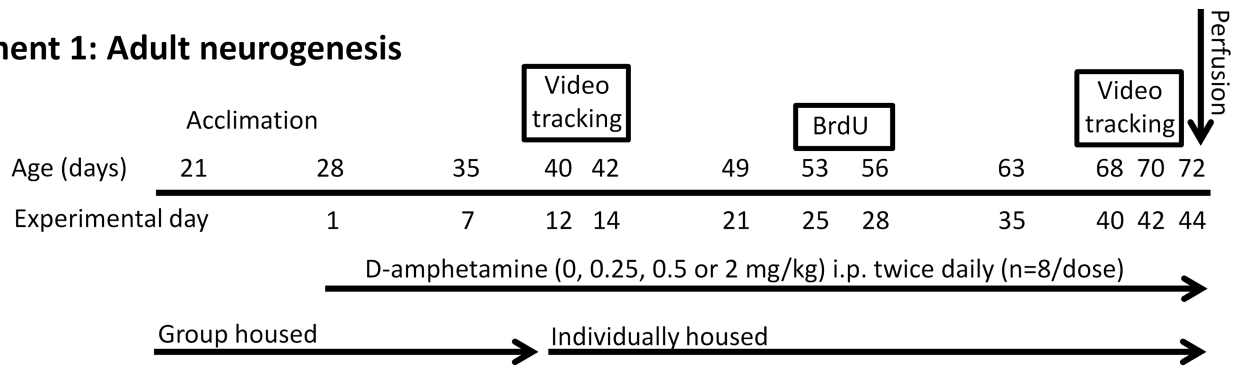 nent 1: Adult neurogenesis
Perfusion
Video
tracking
Video
tracking
Acclimation
BrdU
Age (days) 21 28 35 40 42 49 53 56 63 68 70 72
Experimental day 1 7 12 14 21 25 28 35 40 42 44
D-amphetamine (0, 0.25, 0.5 or 2 mg/kg) i.p. twice daily (n=8/dose)
Group housed Individually housed